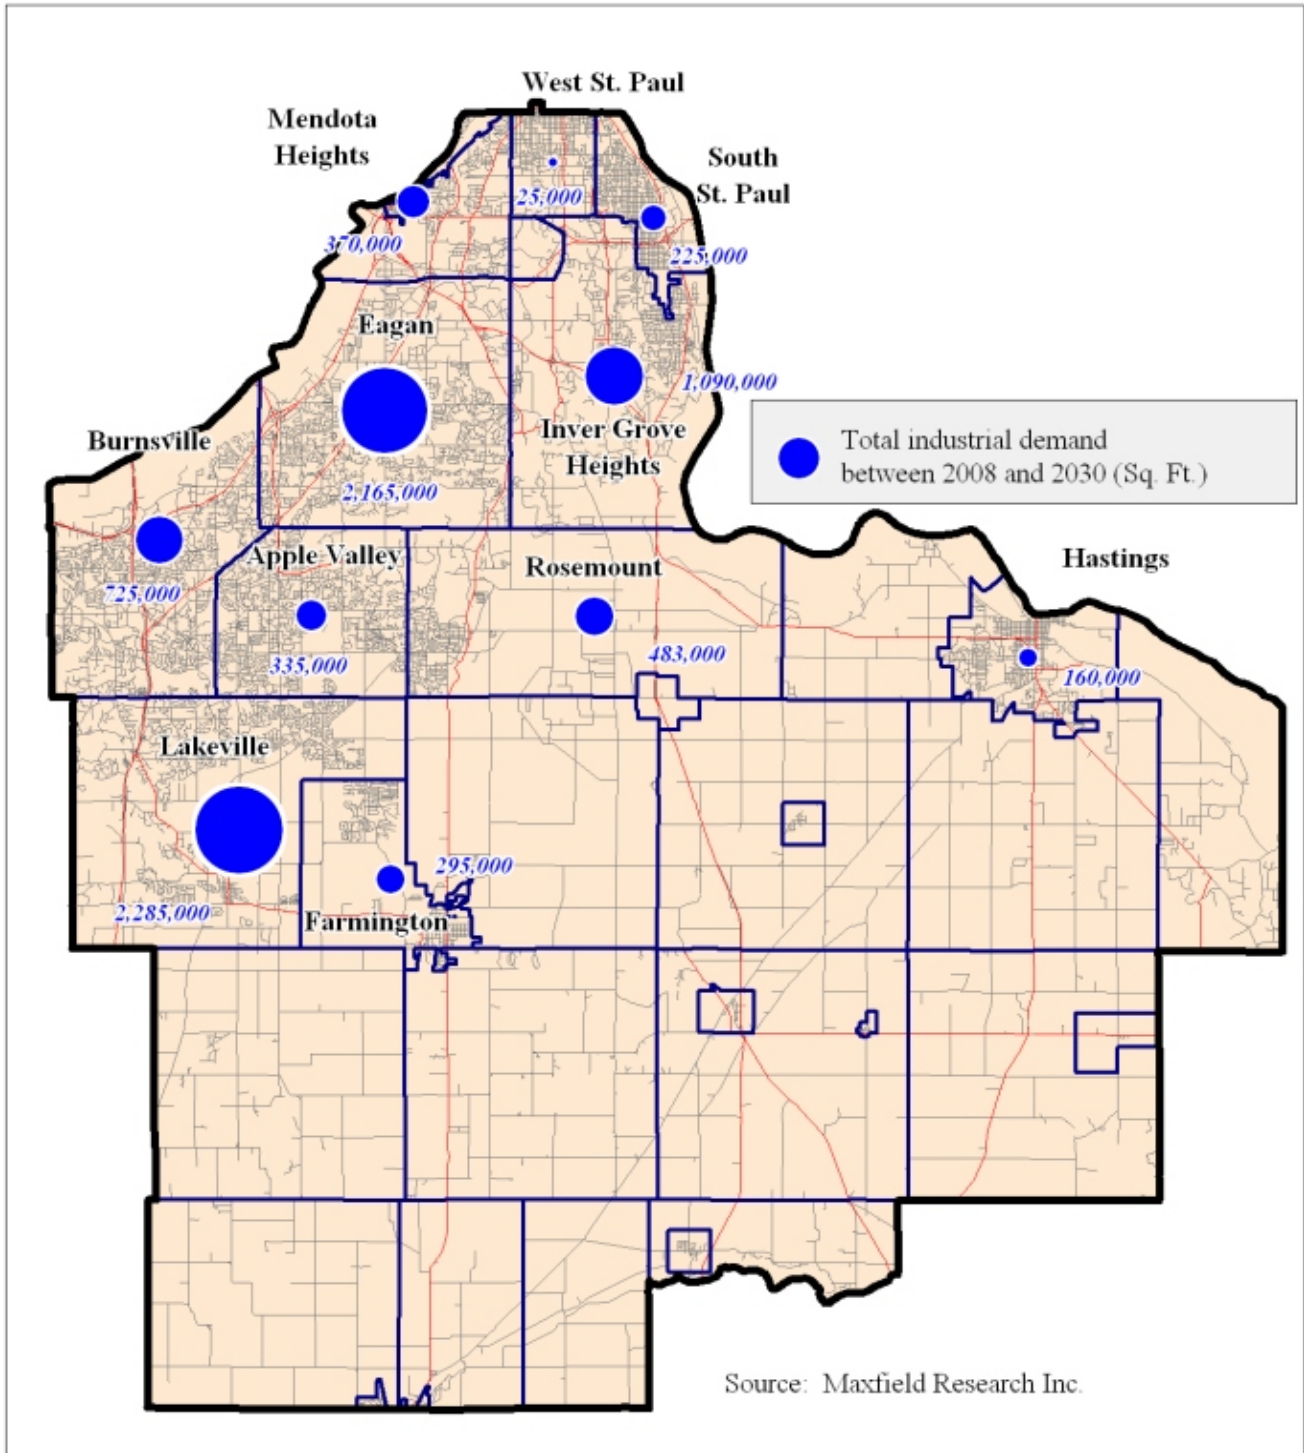 West St. Paul
Mendota
Heights
South
St. Paul
25,000
370,000
225,000
Eagan
1,090,000
Total industrial demand
between 2008 and 2030 (Sq. Ft.)
Burnsville
Inver Grove
Heights
2,165,000
Apple Valley
Rosemount
Hastings
725,000
335,000
483,000
160,000
Lakeville
295,000
2,285,000
Farmington
Source: Maxfield Research Inc.